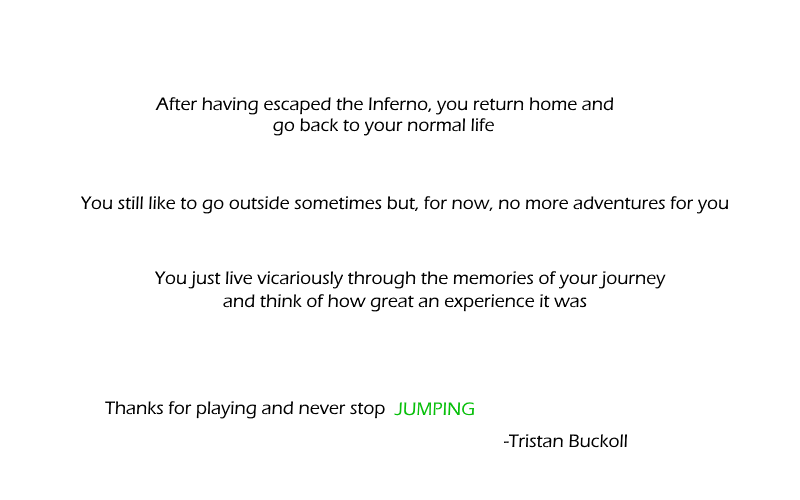 After having escaped the Inferno, you return home and
go back to your normal life
You still like to go outside sometimes but, for now, no more adventures for you
You just live vicariously through the memories of your journey
and think of how great an experience it was
Thanks for playing and never stop JUMPING
-Tristan Buckoll